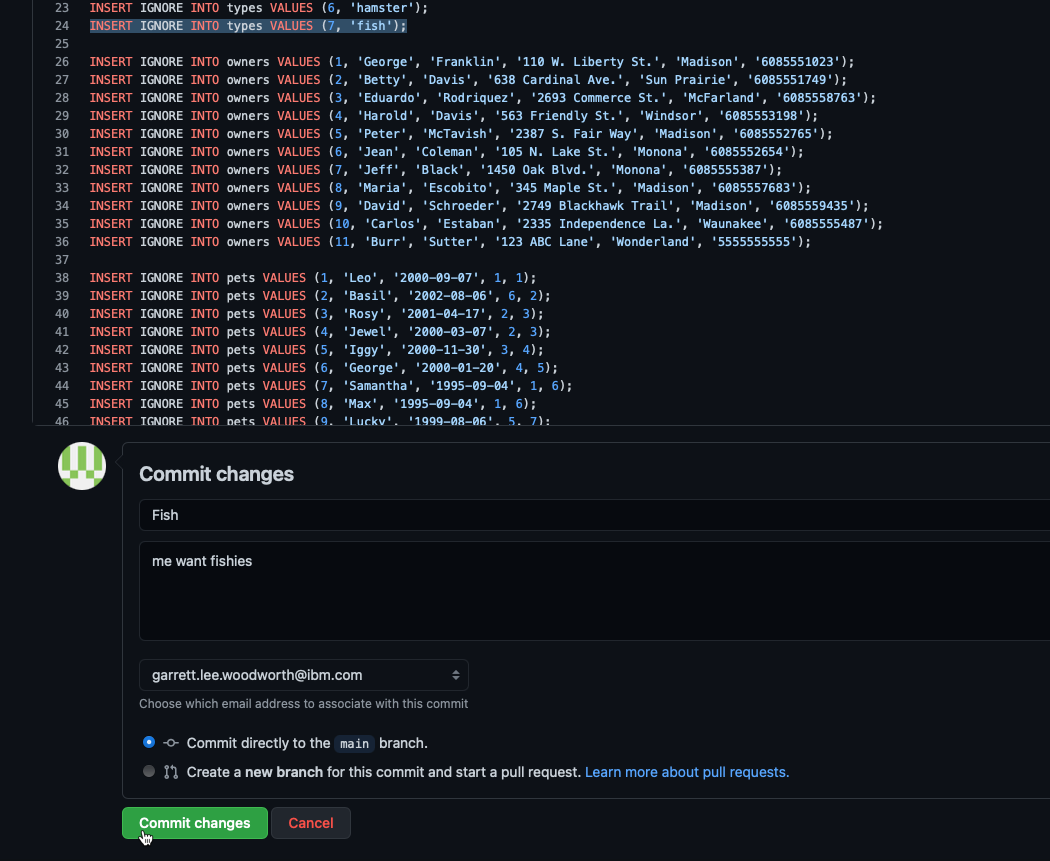 23 INSERT IGNORE INTO types VALUES (6, 'hamster');
24 INSERT IGNORE INTO types VALUES (7, 'fish');
25
26 INSERT IGNORE INTO owners VALUES (1, 'George', 'Franklin', '110 W. Liberty St.', 'Madison', '6085551023');
27 INSERT IGNORE INTO owners VALUES (2, 'Betty', 'Davis', '638 Cardinal Ave.', 'Sun Prairie', '6085551749');
28 INSERT IGNORE INTO owners VALUES (3, 'Eduardo', 'Rodriquez', '2693 Commerce St.', 'McFarland', '6085558763');
29 INSERT IGNORE INTO owners VALUES (4, 'Harold', 'Davis', '563 Friendly St.', 'Windsor', '6085553198');
30 INSERT IGNORE INTO owners VALUES (5, 'Peter', 'McTavish', '2387 S. Fair Way', 'Madison', '6085552765');
31 INSERT IGNORE INTO owners VALUES (6, 'Jean', 'Coleman', '105 N. Lake St.', 'Monona', '6085552654');
32 INSERT IGNORE INTO owners VALUES (7, 'Jeff', 'Black', '1450 Oak Blvd.', 'Monona', '6085555387');
33 INSERT IGNORE INTO owners VALUES (8, 'Maria', 'Escobito', '345 Maple St.', 'Madison', '6085557683');
34 INSERT IGNORE INTO owners VALUES (9, 'David', 'Schroeder', '2749 Blackhawk Trail', 'Madison', '6085559435');
35 INSERT IGNORE INTO owners VALUES (10, 'Carlos', 'Estaban', '2335 Independence La.', 'Waunakee', '6085555487');
36 INSERT IGNORE INTO owners VALUES (11, 'Burr', 'Sutter', '123 ABC Lane', 'Wonderland', '5555555555');
37
38 INSERT IGNORE INTO pets VALUES (1, 'Leo', '2000-09-07', 1, 1);
39 INSERT IGNORE INTO pets VALUES (2, 'Basil', '2002-08-06', 6, 2);
40 INSERT IGNORE INTO pets VALUES (3, 'Rosy', '2001-04-17', 2, 3);
41 INSERT IGNORE INTO pets VALUES (4, 'Jewel', '2000-03-07', 2, 3);
42 INSERT IGNORE INTO pets VALUES (5, 'Iggy', '2000-11-30', 3, 4);
43 INSERT IGNORE INTO pets VALUES (6, 'George', '2000-01-20', 4, 5);
44 INSERT IGNORE INTO pets VALUES (7, 'Samantha', '1995-09-04', 1, 6);
45 INSERT IGNORE INTO pets VALUES (8, 'Max', '1995-09-04', 1, 6);
46 INSERT IGNORE INTO pets VALUES (9, 'Lucky', '1999-08-06', 5, 7);
Commit changes
Fish
me want fishies
garrett.lee.woodworth@ibm.com
Choose which email address to associate with this commit
Commit directly to the main branch.
Create a new branch for this commit and start a pull request. Learn more about pull requests.
Commit changes Cancel